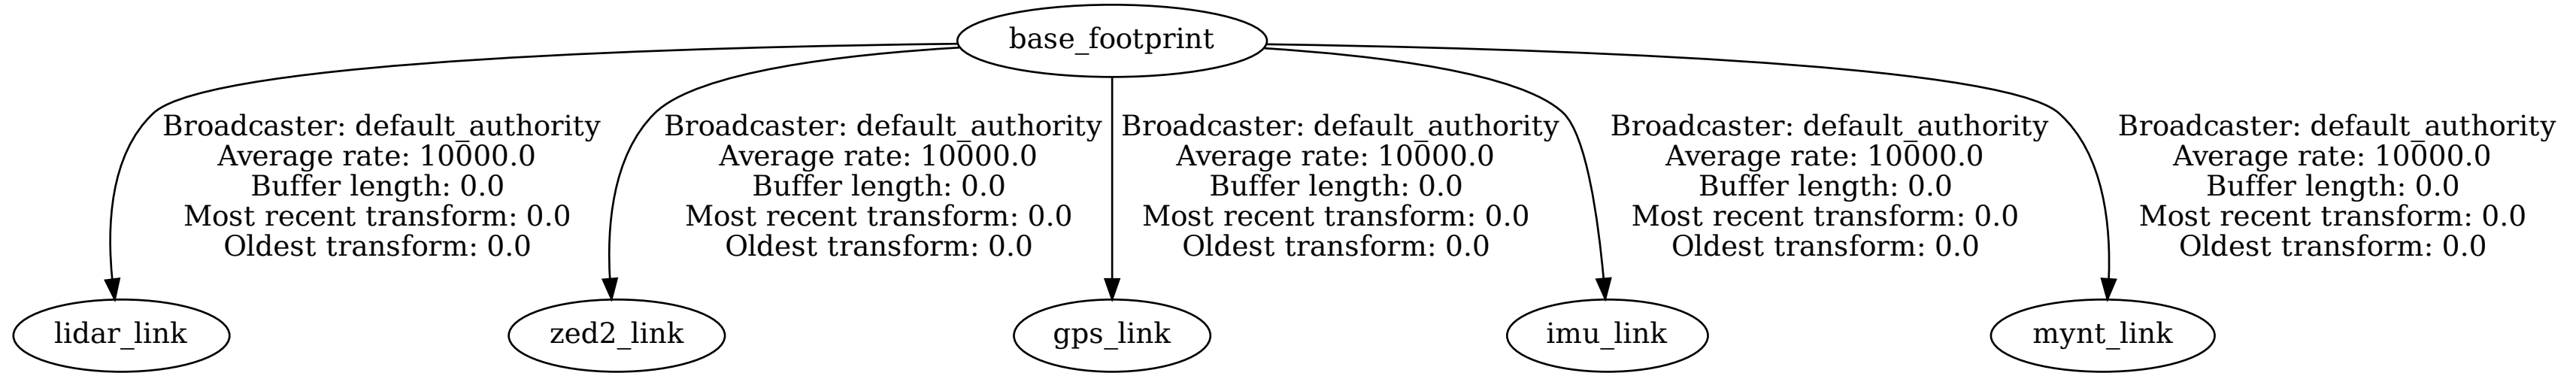 base_footprint
Broadcaster: default_authority
Average rate: 10000.0
Buffer length: 0.0
Most recent transform: 0.0
Oldest transform: 0.0
Broadcaster: default_authority
Average rate: 10000.0
Buffer length: 0.0
Most recent transform: 0.0
Oldest transform: 0.0
Broadcaster: default_authority
Average rate: 10000.0
Buffer length: 0.0
Most recent transform: 0.0
Oldest transform: 0.0
Broadcaster: default_authority
Average rate: 10000.0
Buffer length: 0.0
Most recent transform: 0.0
Oldest transform: 0.0
Broadcaster: default_authority
Average rate: 10000.0
Buffer length: 0.0
Most recent transform: 0.0
Oldest transform: 0.0
lidar_link
zed2_link
gps_link
imu_link
mynt_link